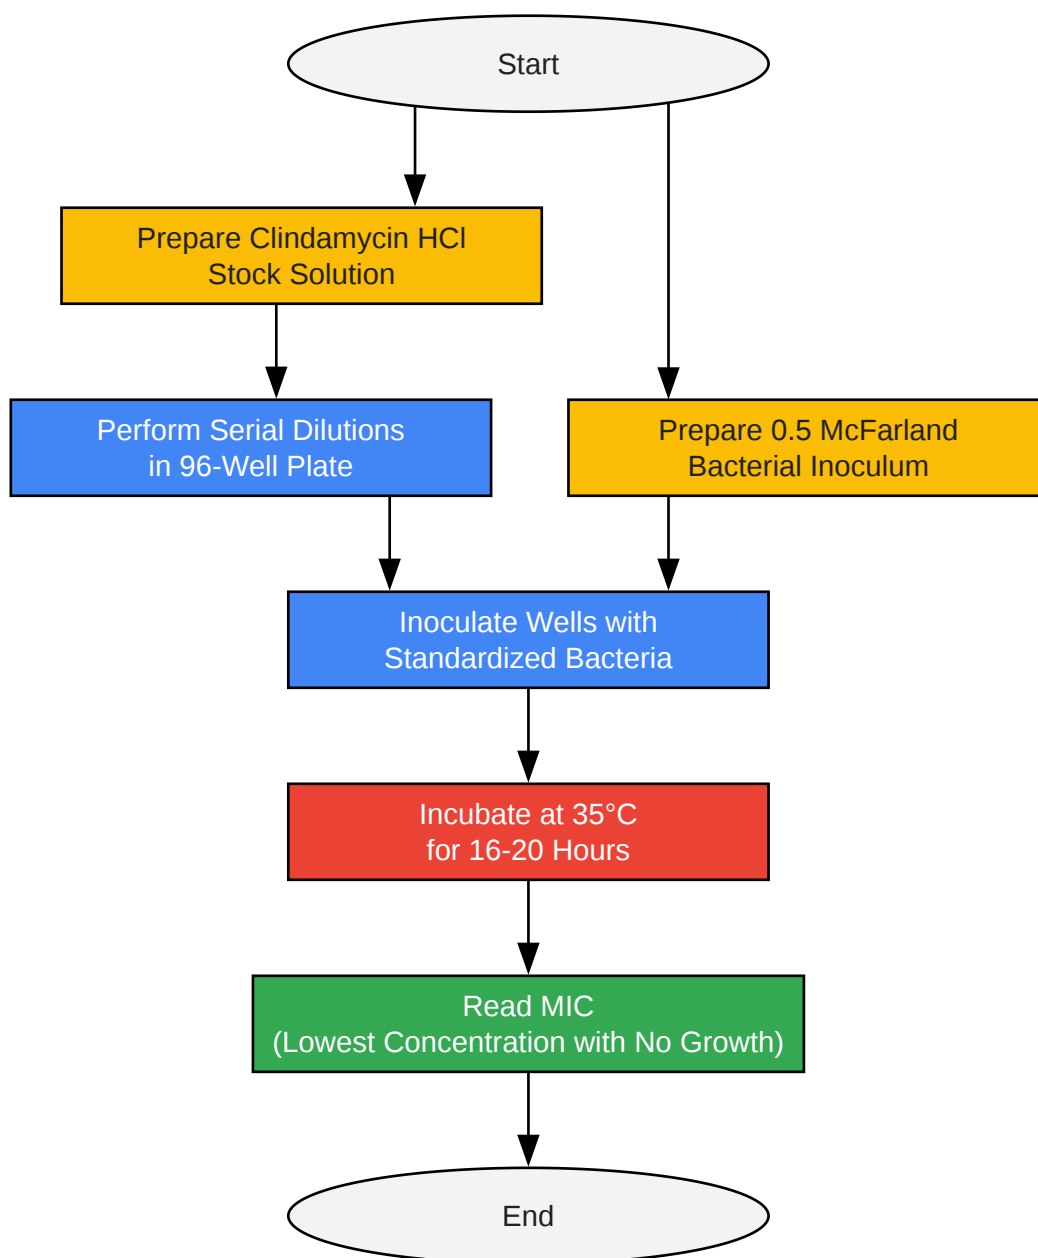 Start
Prepare Clindamycin HCl
Stock Solution
Perform Serial Dilutions
in 96-Well Plate
Prepare 0.5 McFarland
Bacterial Inoculum
Inoculate Wells with
Standardized Bacteria
Incubate at 35°C
for 16-20 Hours
Read MIC
(Lowest Concentration with No Growth)
End